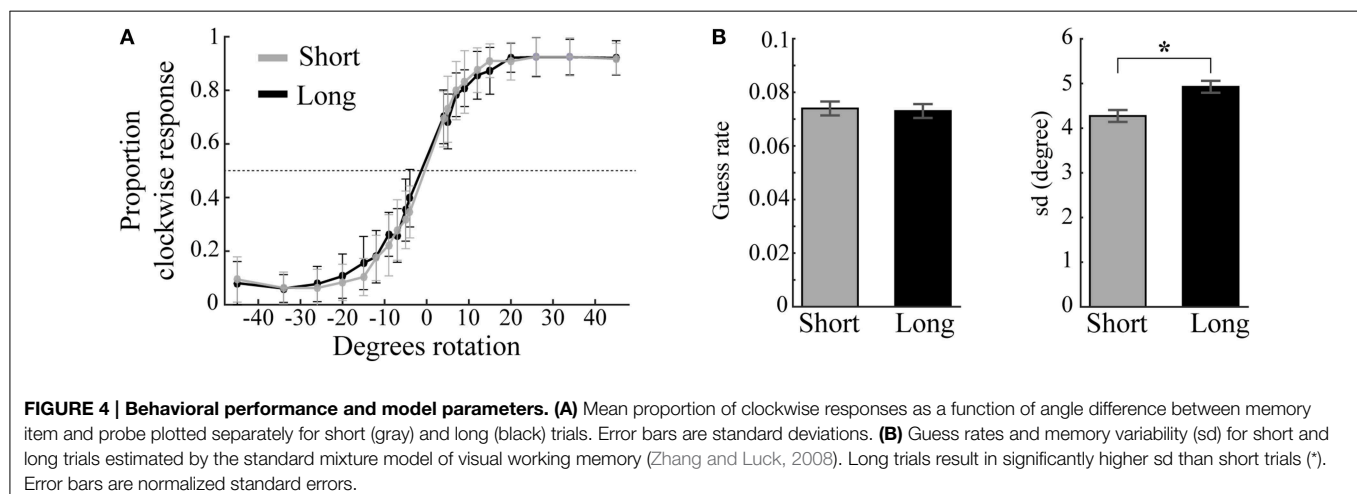 A
Proportion
clockwise response
1
0.8
0.6
0.4
0.2
0
Short
Long
-40 -30 -20 -10 0 10 20 30 40
Degrees rotation
B
Guess rate
0.1
0.08
0.06
0.04
0.02
0
Short Long
sd (degree)
6
5
4
3
2
1
0
*
Short Long
FIGURE 4 | Behavioral performance and model parameters. (A) Mean proportion of clockwise responses as a function of angle difference between memory
item and probe plotted separately for short (gray) and long (black) trials. Error bars are standard deviations. (B) Guess rates and memory variability (sd) for short and
long trials estimated by the standard mixture model of visual working memory (Zhang and Luck, 2008). Long trials result in significantly higher sd than short trials (*).
Error bars are normalized standard errors.